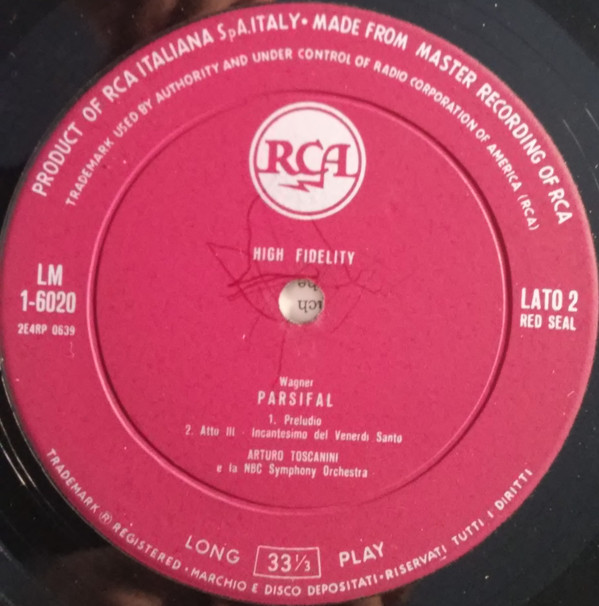 PRODUCT OF RCA ITALIANA SpA.ITALY • MADE FROM MASTER RECORDING OF RCA
TRADEMARK USED BY AUTHORITY AND UNDER CONTROL OF RADIO CORPORATION OF AMERICA (RCA)
RCA
HIGH FIDELITY
LM
1-6020
2E4RP 0639
LATO 2
RED SEAL
Wagner
PARSIFAL
1. Preludio
2. Atto III - Incantesimo del Venerdì Santo
ARTURO TOSCANINI
e la NBC Symphony Orchestra
LONG 33⅓ PLAY
TRADEMARK ® REGISTERED • MARCHIO E DISCO DEPOSITATI • RISERVATI TUTTI I DIRITTI